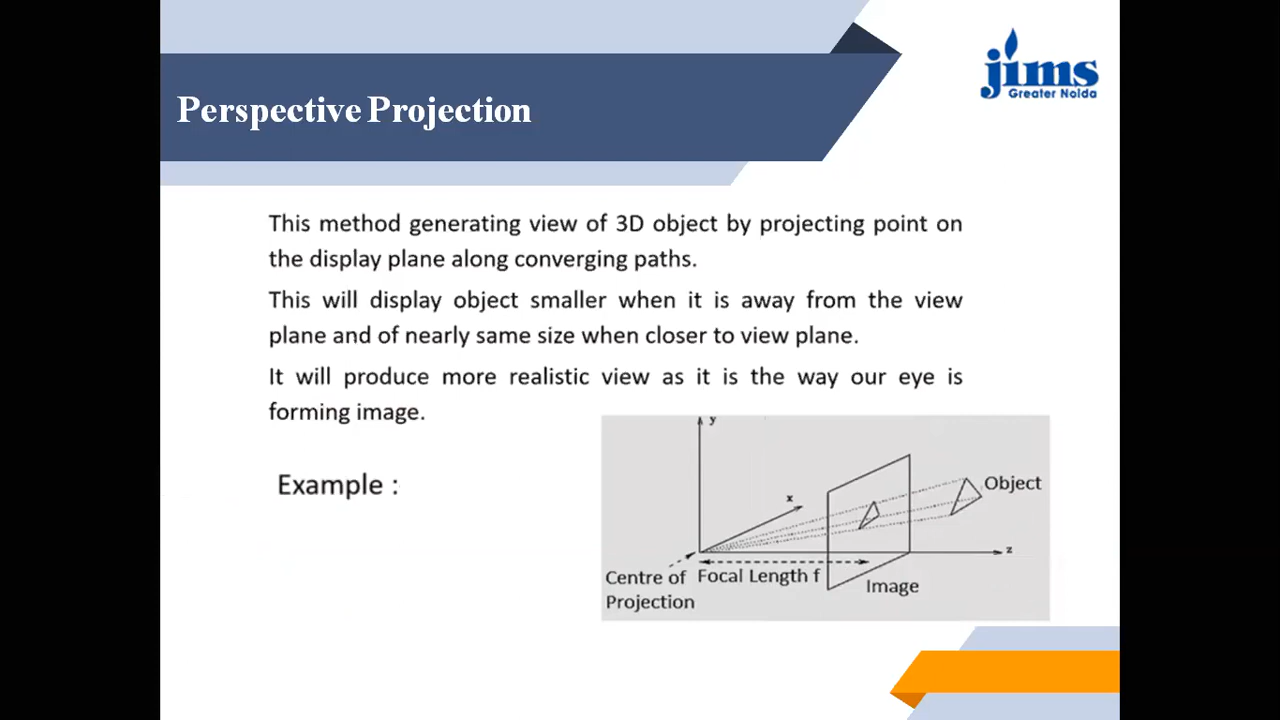 jims
Greater Noida
Perspective Projection
This method generating view of 3D object by projecting point on
the display plane along converging paths.
This will display object smaller when it is away from the view
plane and of nearly same size when closer to view plane.
It will produce more realistic view as it is the way our eye is
forming image.
Example :
y
x
Object
z
Centre of
Projection
Focal Length f
Image